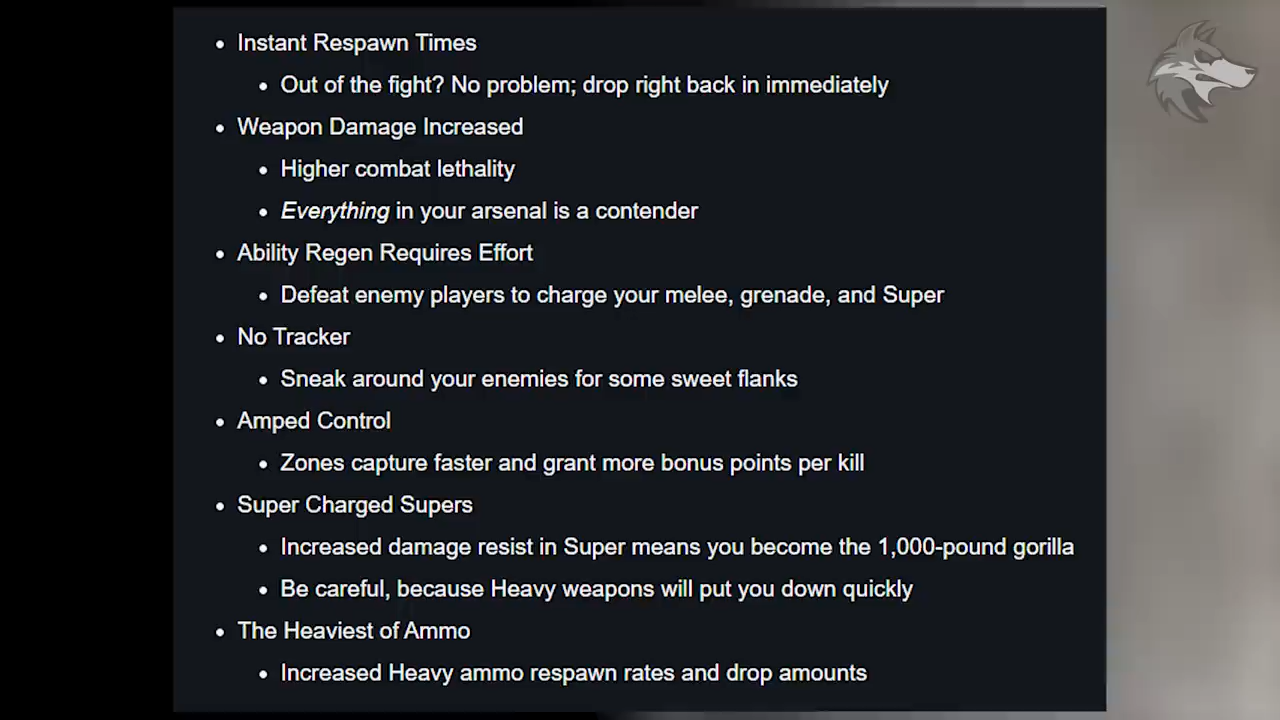 Instant Respawn Times
Out of the fight? No problem; drop right back in immediately
Weapon Damage Increased
Higher combat lethality
Everything in your arsenal is a contender
Ability Regen Requires Effort
Defeat enemy players to charge your melee, grenade, and Super
No Tracker
Sneak around your enemies for some sweet flanks
Amped Control
Zones capture faster and grant more bonus points per kill
Super Charged Supers
Increased damage resist in Super means you become the 1,000-pound gorilla
Be careful, because Heavy weapons will put you down quickly
The Heaviest of Ammo
Increased Heavy ammo respawn rates and drop amounts